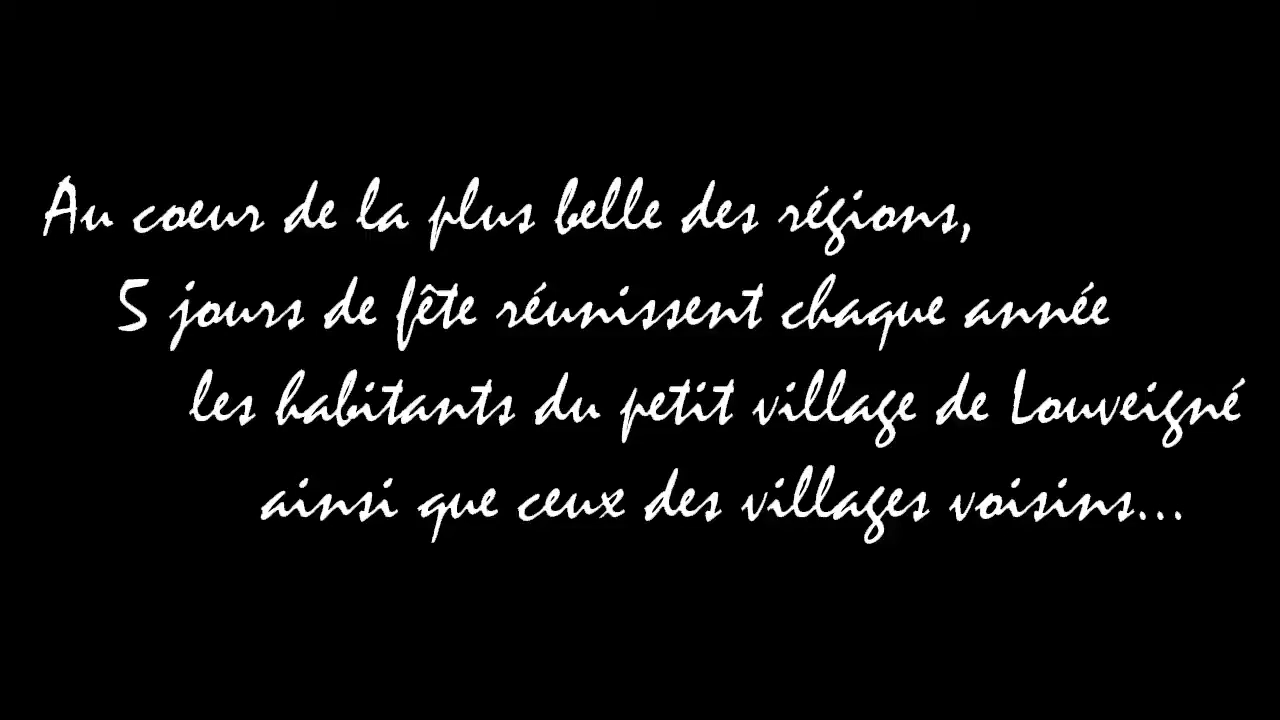 Au coeur de la plus belle des régions,
5 jours de fête réunissent chaque année
les habitants du petit village de Louveigné
ainsi que ceux des villages voisins...